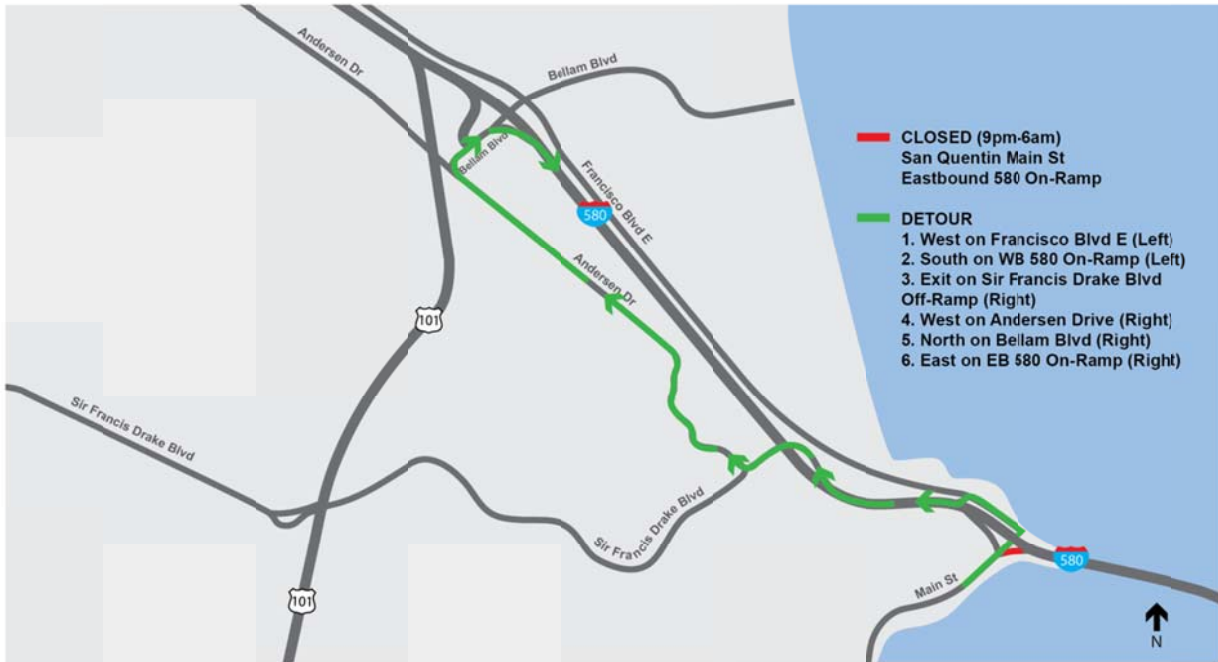 Andersen Dr
Bellam Blvd
Bellam Blvd
Francisco Blvd E
580
Andersen Dr
101
Sir Francis Drake Blvd
Sir Francis Drake Blvd
101
Main St
580
N
CLOSED (9pm-6am)
San Quentin Main St
Eastbound 580 On-Ramp
DETOUR
1. West on Francisco Blvd E (Left)
2. South on WB 580 On-Ramp (Left)
3. Exit on Sir Francis Drake Blvd
Off-Ramp (Right)
4. West on Andersen Drive (Right)
5. North on Bellam Blvd (Right)
6. East on EB 580 On-Ramp (Right)